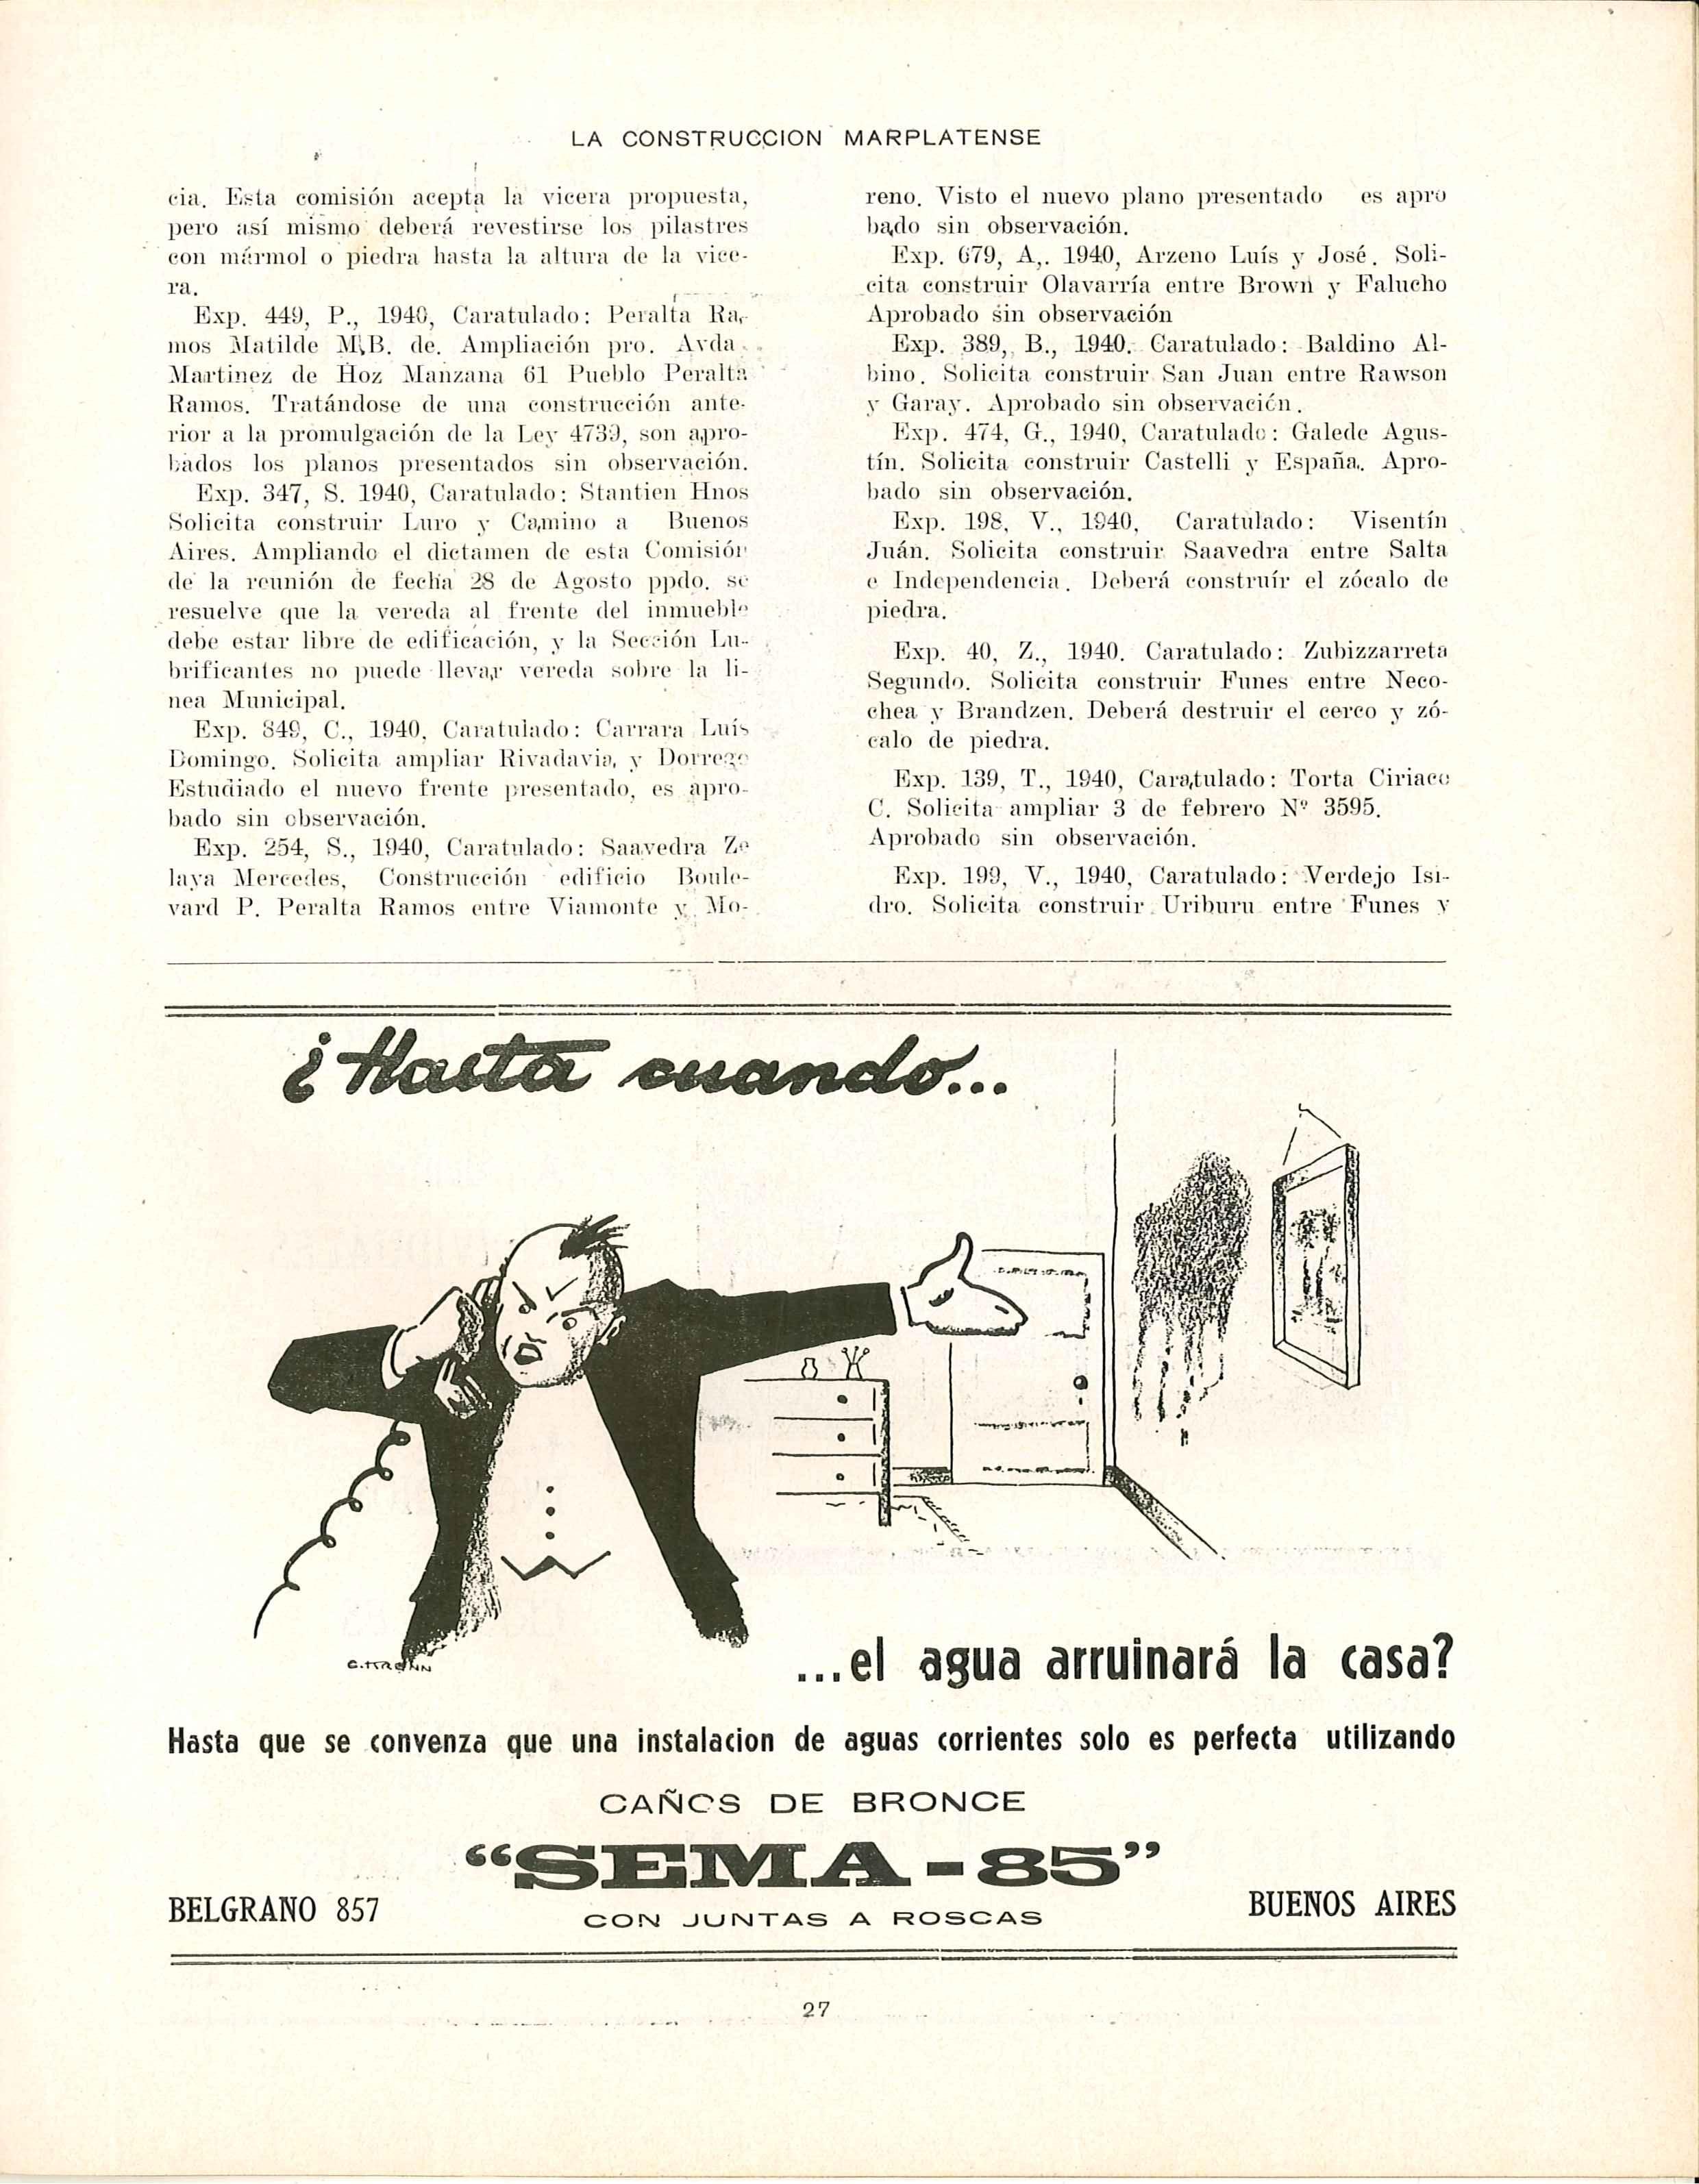 LA CONSTRUCCION MARPLATENSE
cia. Esta comisión acepta la vicera propuesta,
pero así mismo deberá revestirse los pilastres
con mármol o piedra hasta la altura de la vice-
ra.
Exp. 449, P., 1940, Caratulado: Peralta Ra-
mos Matilde M.B. de. Ampliación pro. Avda.
Martinez de Hoz Manzana 61 Pueblo Peralta
Ramos. Tratándose de una construcción ante-
rior a la promulgación de la Ley 4739, son apro-
bados los planos presentados sin observación.
Exp. 347, S. 1940, Caratulado: Stantien Hnos
Solicita construir Luro y Camino a Buenos
Aires. Ampliando el dictamen de esta Comisión
de la reunión de fecha 28 de Agosto ppdo. se
resuelve que la vereda al frente del inmueble
debe estar libre de edificación, y la Sección Lu-
brificantes no puede llevar vereda sobre la li-
nea Municipal.
Exp. 849, C., 1940, Caratulado: Carrara Luís
Domingo. Solicita ampliar Rivadavia, y Dorrego
Estudiado el nuevo frente presentado, es apro-
bado sin observación.
Exp. 254, S., 1940, Caratulado: Saavedra Ze
laya Mercedes, Construcción edificio Boule-
vard P. Peralta Ramos entre Viamonte y Mo-
reno. Visto el nuevo plano presentado es apro
bado sin observación.
Exp. 679, A,. 1940, Arzeno Luís y José. Soli-
cita construir Olavarría entre Brown y Falucho
Aprobado sin observación
Exp. 389, B., 1940. Caratulado: Baldino Al-
bino. Solicita construir San Juan entre Rawson
y Garay. Aprobado sin observación.
Exp. 474, G., 1940, Caratulado: Galede Agus-
tín. Solicita construir Castelli y España. Apro-
bado sin observación.
Exp. 198, V., 1940, Caratulado: Visentín
Juán. Solicita construir Saavedra entre Salta
e Independencia. Deberá construír el zócalo de
piedra.
Exp. 40, Z., 1940. Caratulado: Zubizzarreta
Segundo. Solicita construir Funes entre Neco-
chea y Brandzen. Deberá destruir el cerco y zó-
calo de piedra.
Exp. 139, T., 1940, Caratulado: Torta Ciriaco
C. Solicita ampliar 3 de febrero Nº 3595.
Aprobado sin observación.
Exp. 199, V., 1940, Caratulado: Verdejo Isi-
dro. Solicita construir Uriburu entre Funes y
¿Hasta cuando...
C.KRONN
...el agua arruinará la casa?
Hasta que se convenza que una instalacion de aguas corrientes solo es perfecta utilizando
CAÑOS DE BRONCE
"SEMA-85"
BELGRANO 857
CON JUNTAS A ROSCAS
BUENOS AIRES
27